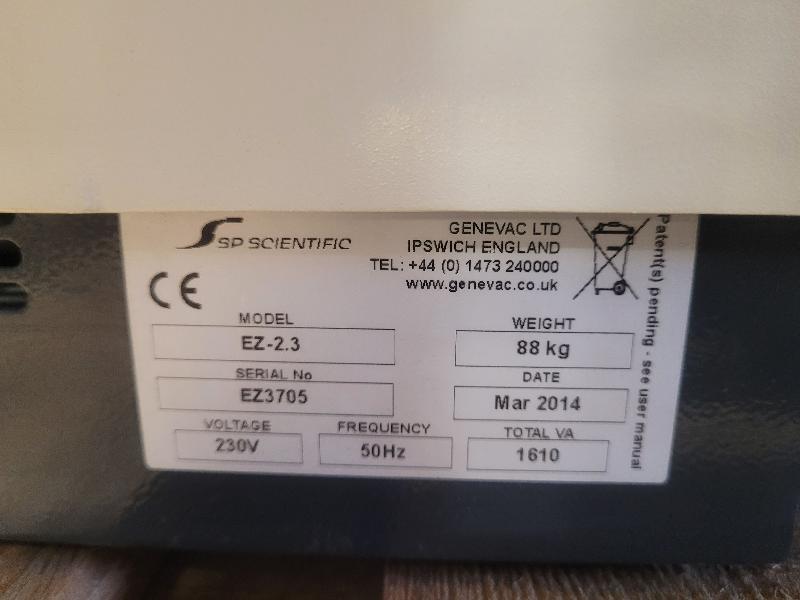 SP SCIENTIFIC
GENEVAC LTD
IPSWICH ENGLAND
TEL: +44 (0) 1473 240000
www.genevac.co.uk
CE
MODEL
EZ-2.3
WEIGHT
88 kg
SERIAL No
EZ3705
DATE
Mar 2014
VOLTAGE
230V
FREQUENCY
50Hz
TOTAL VA
1610
Patent(s) pending - see user manual